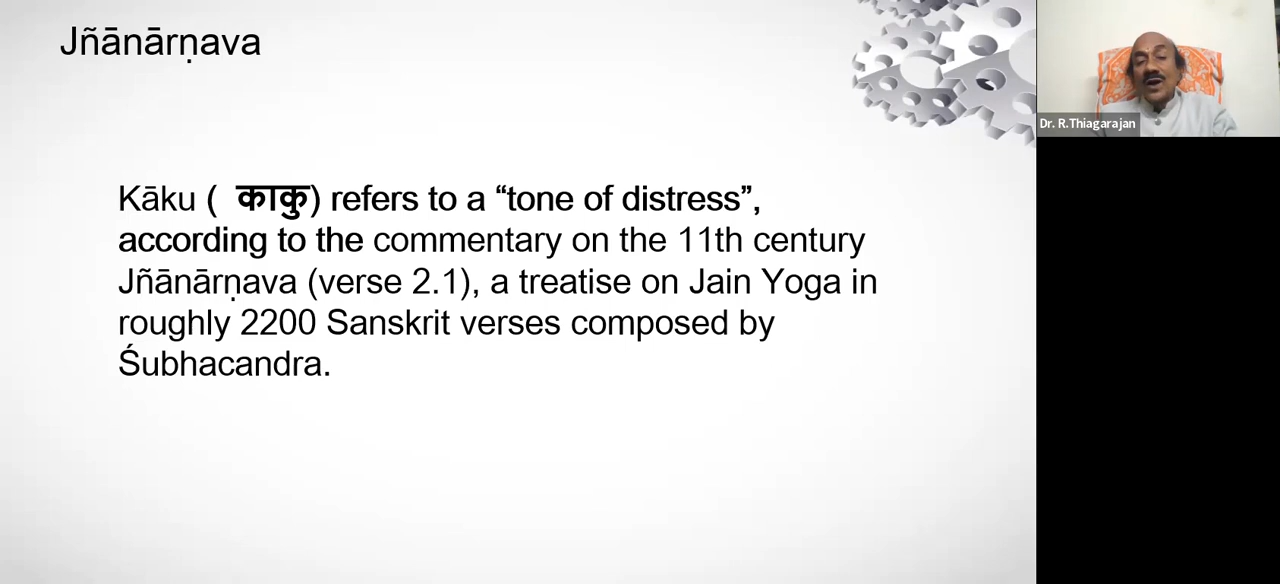 Jñānārṇava
Dr. R.Thiagarajan
Kāku ( काकु) refers to a “tone of distress”,
according to the commentary on the 11th century
Jñānārṇava (verse 2.1), a treatise on Jain Yoga in
roughly 2200 Sanskrit verses composed by
Śubhacandra.